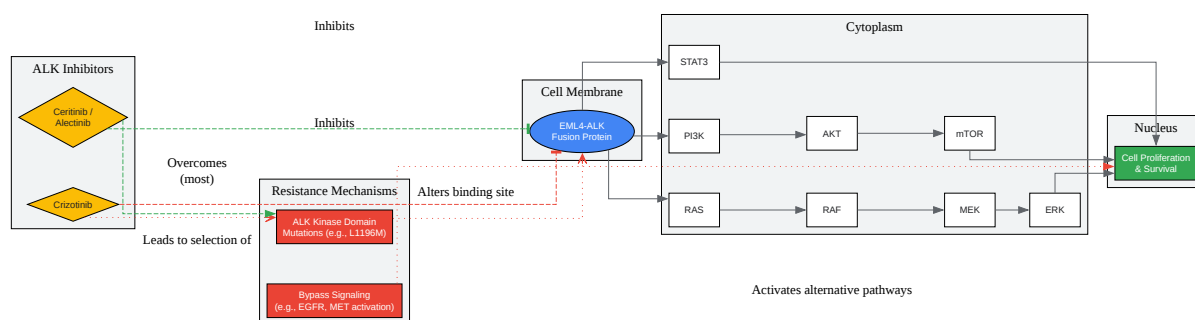 Inhibits
Cytoplasm
ALK Inhibitors
STAT3
Cell Membrane
Ceritinib /
Alectinib
Inhibits
EML4-ALK
Fusion Protein
PI3K
AKT
mTOR
Nucleus
Cell Proliferation
& Survival
Overcomes
(most)
Resistance Mechanisms
Alters binding site
Crizotinib
ALK Kinase Domain
Mutations (e.g., L1196M)
RAS
RAF
MEK
ERK
Leads to selection of
Bypass Signaling
(e.g., EGFR, MET activation)
Activates alternative pathways